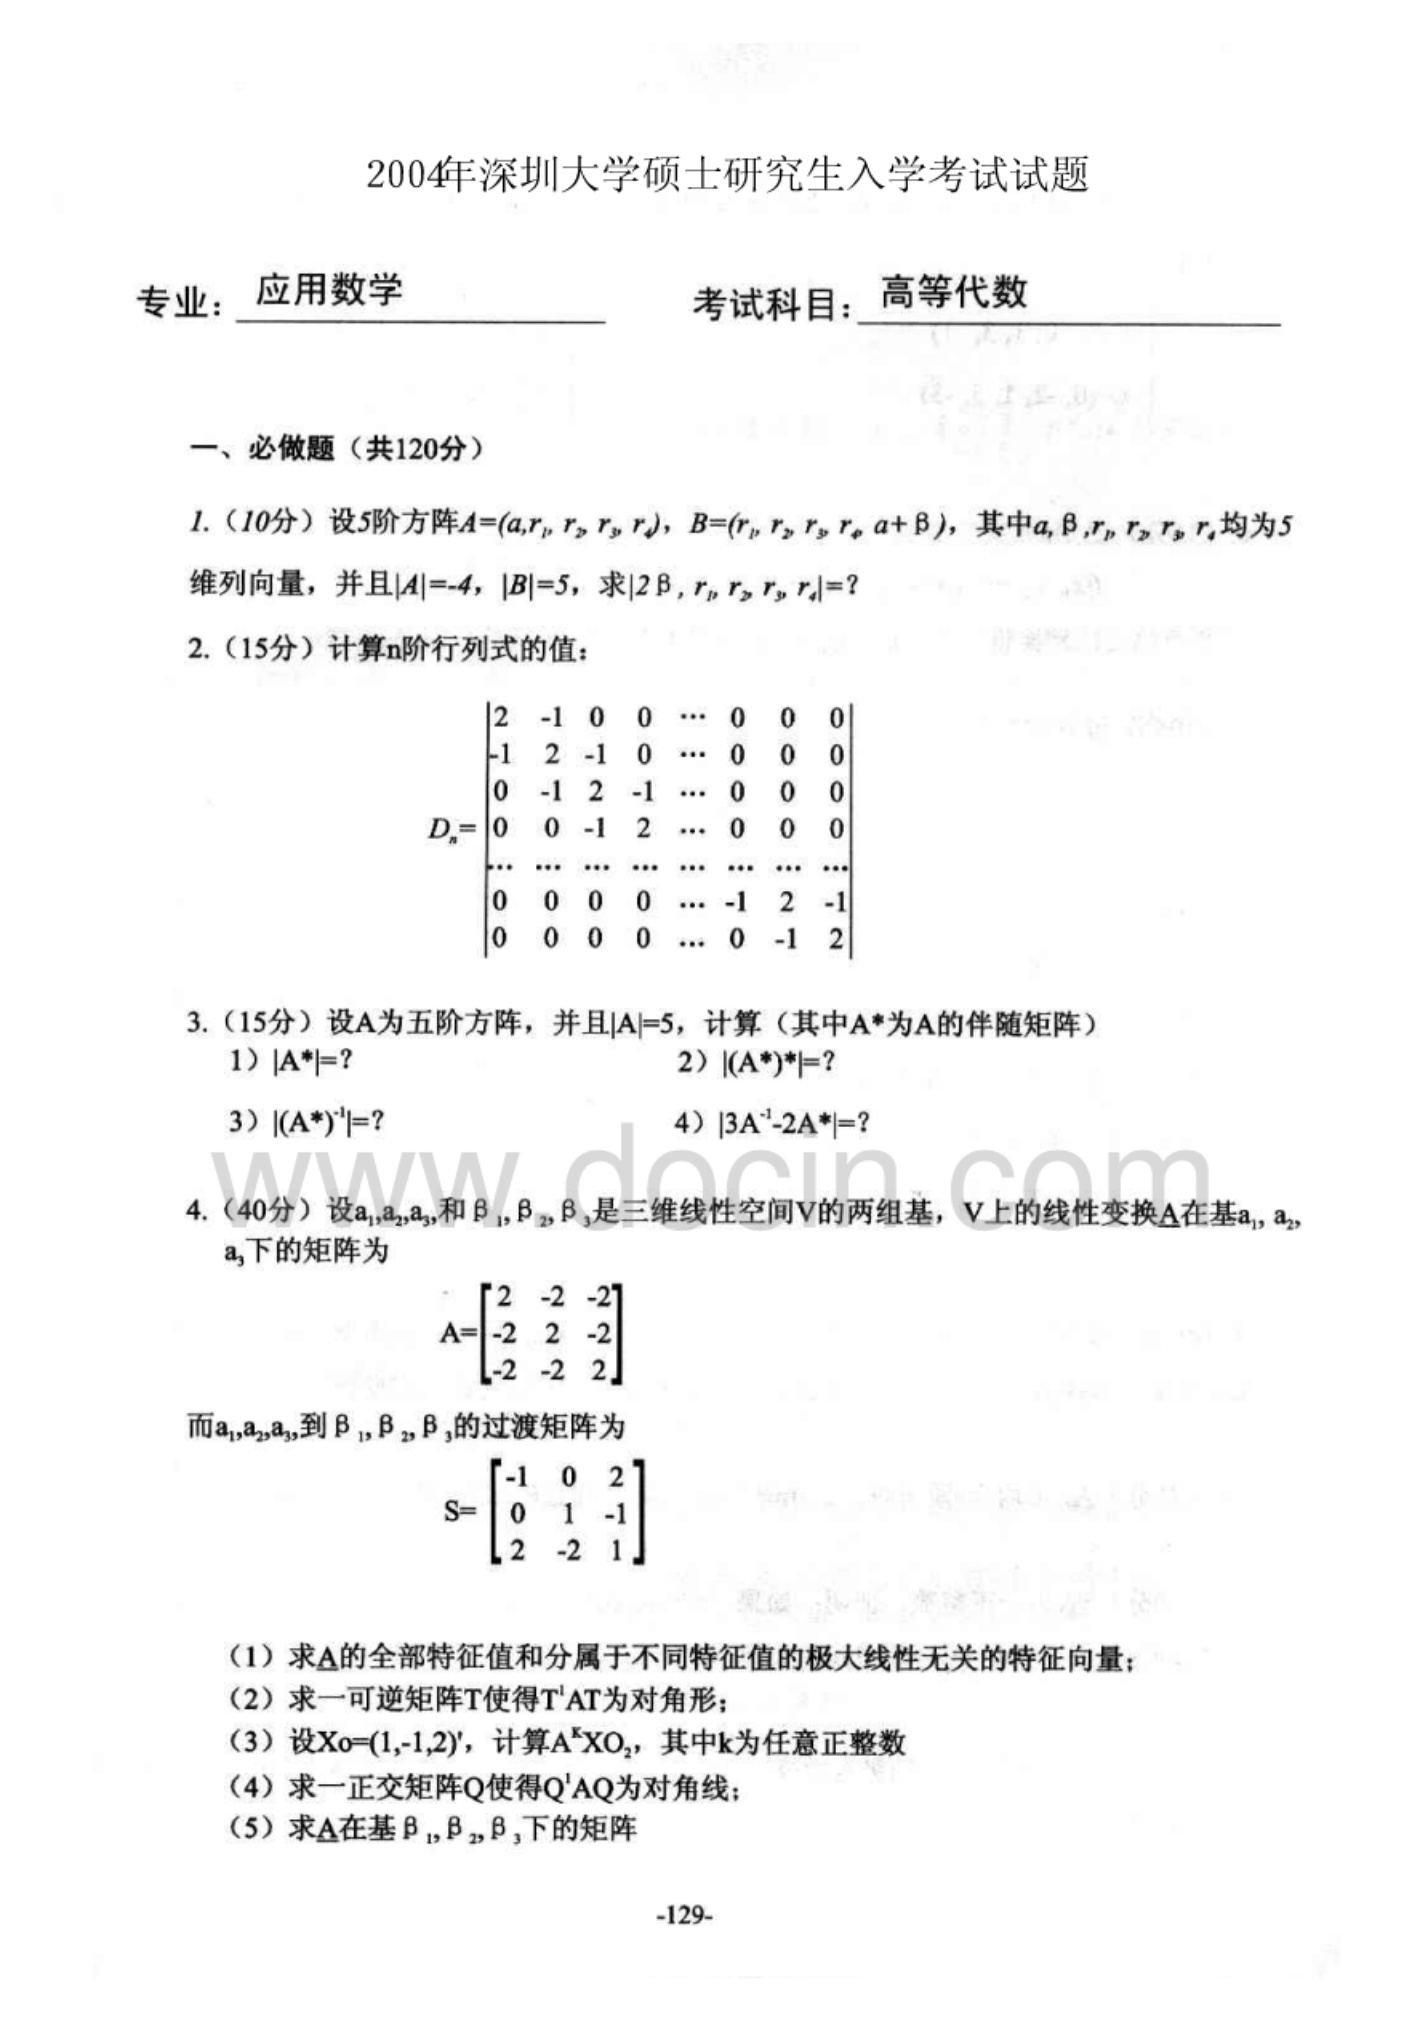 2004年深圳大学硕士研究生入学考试试题
专业: 应用数学 考试科目: 高等代数
一、必做题（共120分）
1.（10分）设5阶方阵A=(a,r₁, r₂, r₃, r₄)，B=(r₁, r₂, r₃, r₄, a+β)，其中a,β,r₁, r₂, r₃, r₄均为5
维列向量，并且|A|=-4，|B|=5，求|2β, r₁, r₂, r₃, r₄|=?
2.（15分）计算n阶行列式的值：
2 -1 0 0 ··· 0 0 0
-1 2 -1 0 ··· 0 0 0
0 -1 2 -1 ··· 0 0 0
Dₙ= 0 0 -1 2 ··· 0 0 0
··· ··· ··· ··· ··· ··· ··· ···
0 0 0 0 ··· -1 2 -1
0 0 0 0 ··· 0 -1 2
3.（15分）设A为五阶方阵，并且|A|=5，计算（其中A*为A的伴随矩阵）
1）|A*|=? 2）|(A*)*|=?
3）|(A*)⁻¹|=? 4）|3A⁻¹-2A*|=?
www.docin.com
4.（40分）设a₁,a₂,a₃,和β₁,β₂,β₃是三维线性空间V的两组基，V上的线性变换A在基a₁, a₂,
a₃下的矩阵为
2 -2 -2
A= -2 2 -2
-2 -2 2
而a₁,a₂,a₃,到β₁,β₂,β₃的过渡矩阵为
-1 0 2
S= 0 1 -1
2 -2 1
（1）求A的全部特征值和分属于不同特征值的极大线性无关的特征向量；
（2）求一可逆矩阵T使得T¹AT为对角形；
（3）设Xo=(1,-1,2)'，计算AᴷXO₂，其中k为任意正整数
（4）求一正交矩阵Q使得Q¹AQ为对角线；
（5）求A在基β₁,β₂,β₃下的矩阵
-129-